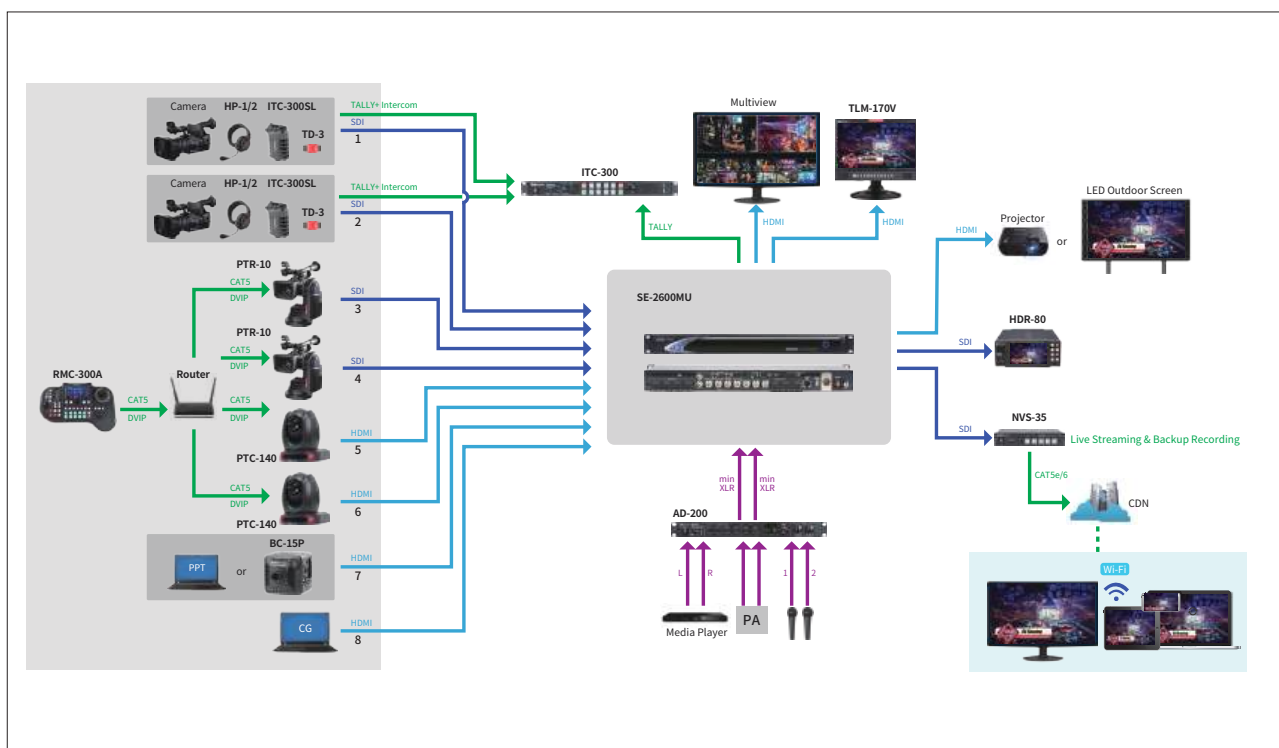 Camera HP-1/2 ITC-300SL
TD-3
TALLY+ Intercom
SDI
1
Camera HP-1/2 ITC-300SL
TD-3
TALLY+ Intercom
SDI
2
PTR-10
CAT5
DVIP
SDI
3
PTR-10
CAT5
DVIP
SDI
4
RMC-300A
CAT5
DVIP
Router
CAT5
DVIP
HDMI
5
PTC-140
CAT5
DVIP
HDMI
6
PTC-140
BC-15P
PPT
or
HDMI
7
CG
HDMI
8
ITC-300
TALLY
Multiview
HDMI
TLM-170V
HDMI
SE-2600MU
min
XLR
min
XLR
AD-200
L
R
1
2
Media Player
PA
HDMI
Projector
or
LED Outdoor Screen
SDI
HDR-80
SDI
NVS-35
Live Streaming & Backup Recording
CAT5e/6
CDN
Wi-Fi